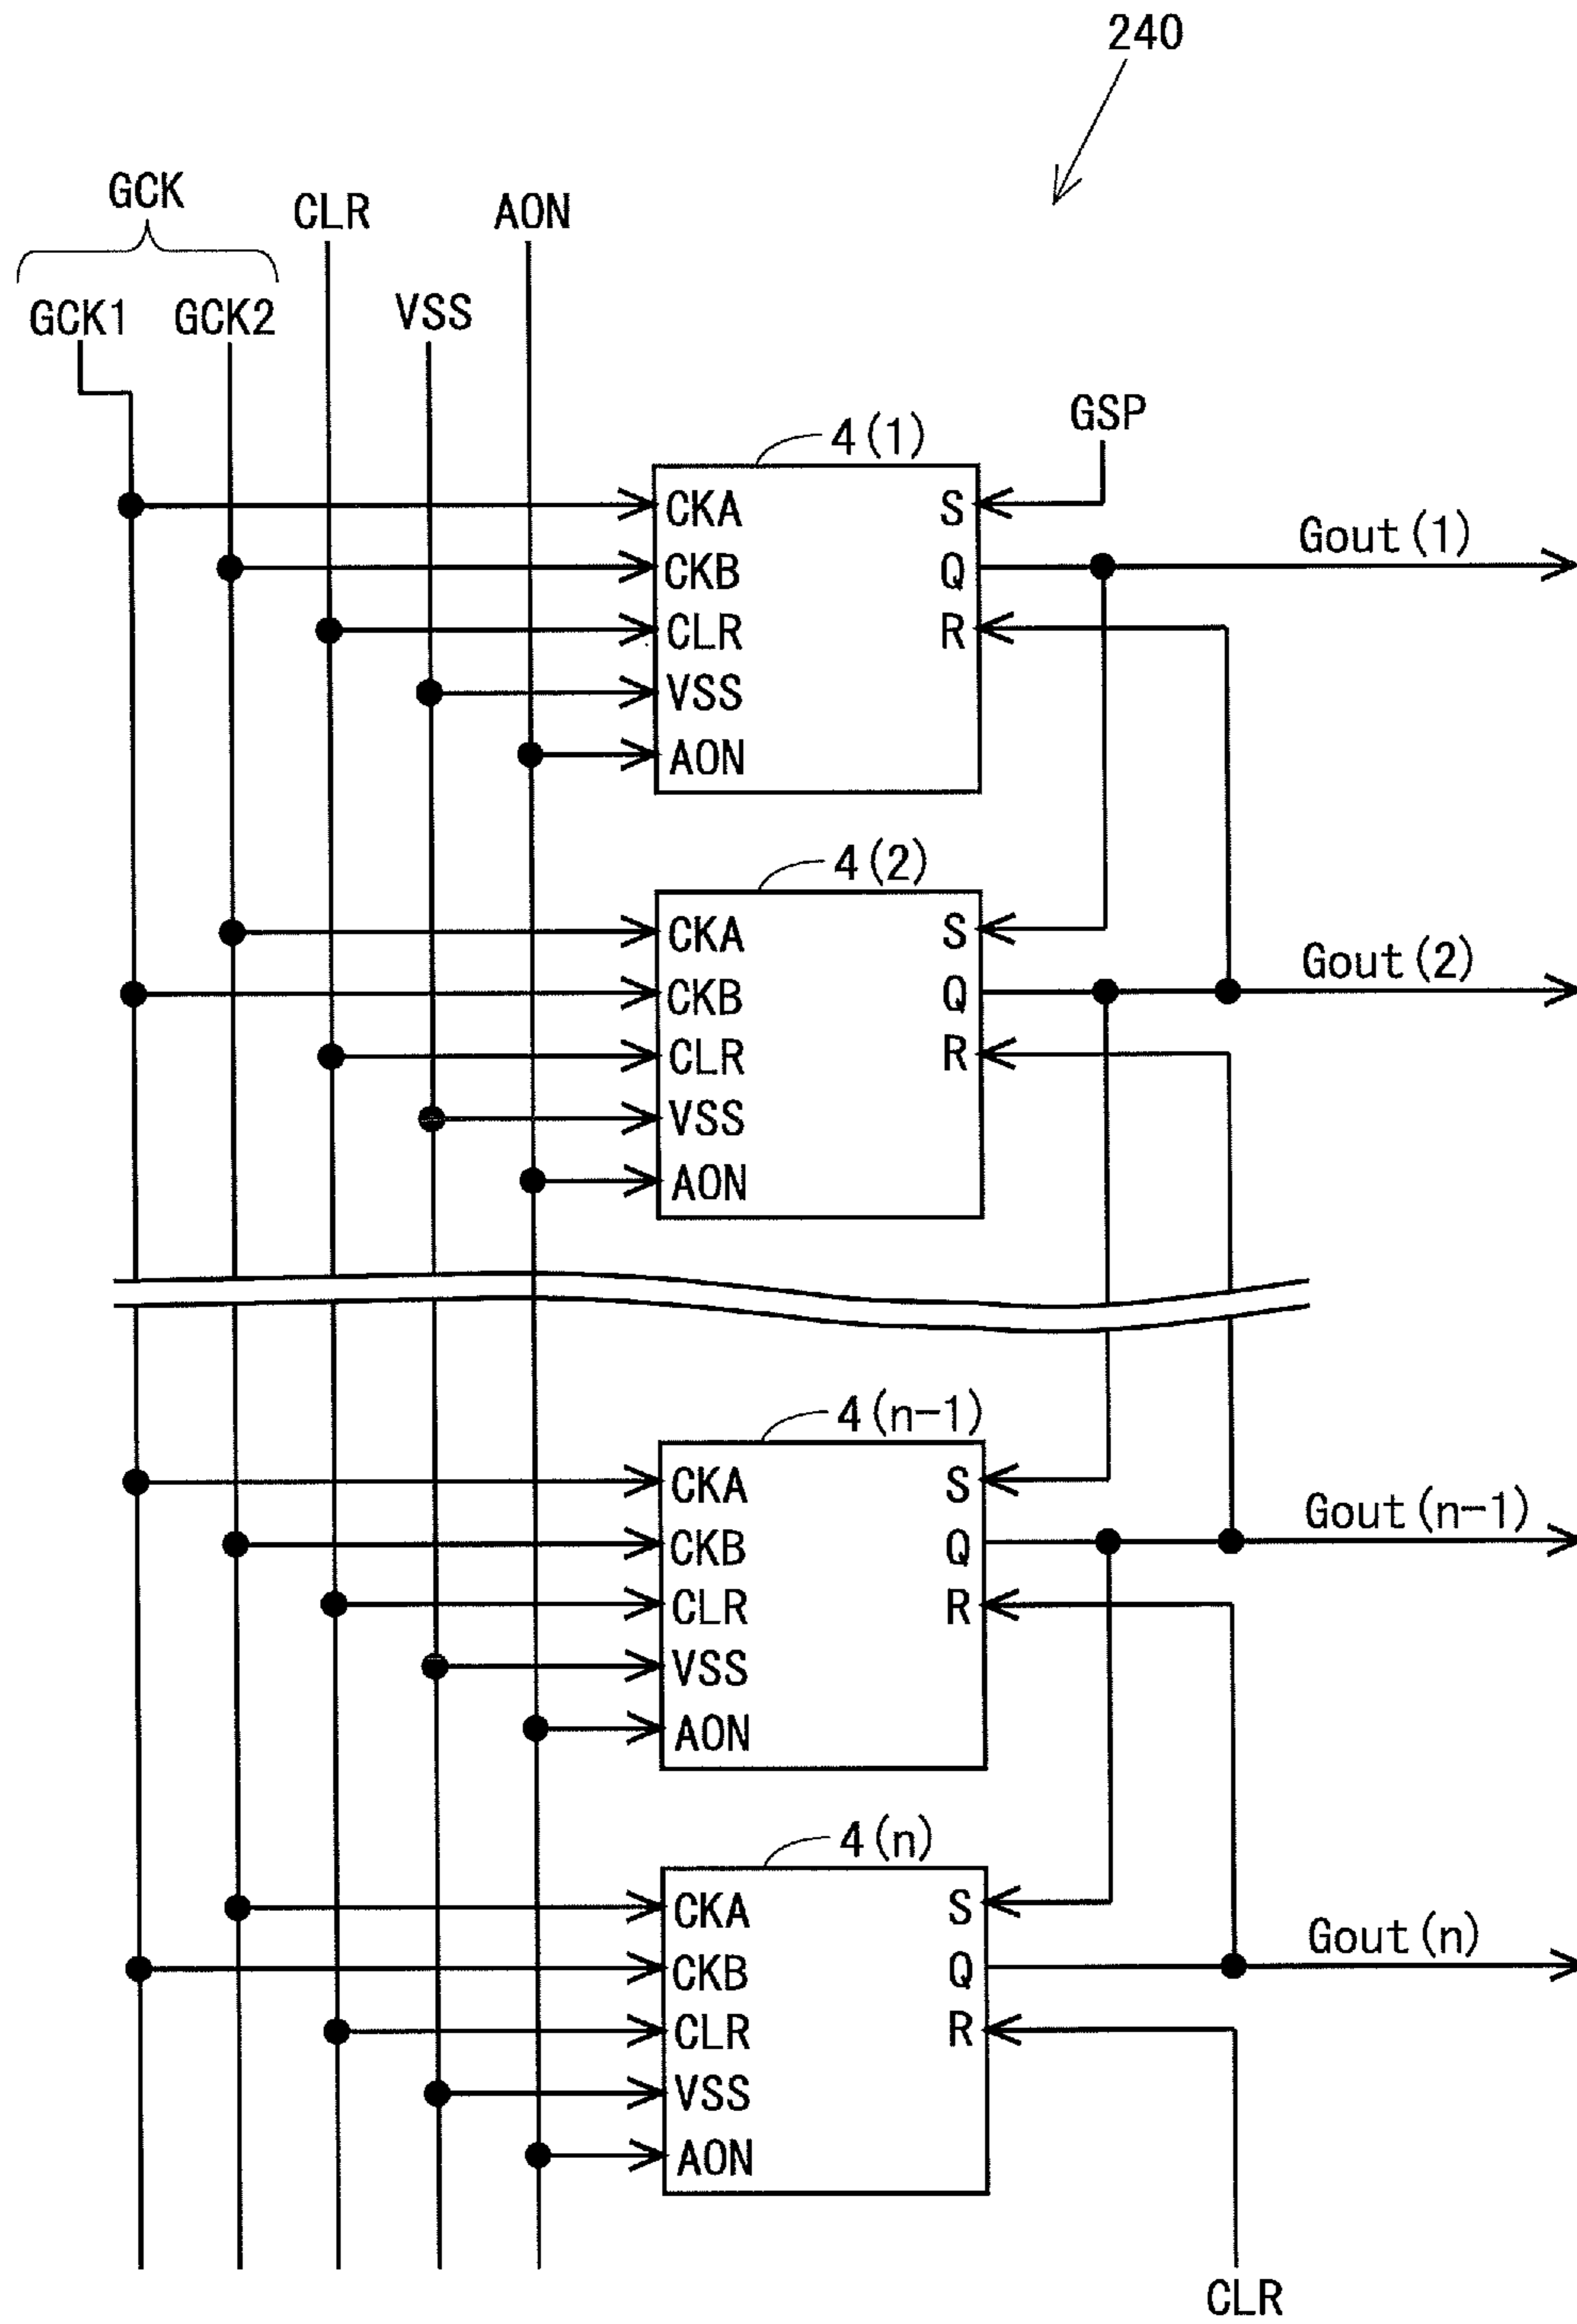 240
GCK
CLR
AON
GCK1
GCK2
VSS
GSP
4(1)
CKA
S
Gout(1)
CKB
Q
CLR
R
VSS
AON
4(2)
CKA
S
Gout(2)
CKB
Q
CLR
R
VSS
AON
4(n-1)
CKA
S
Gout(n-1)
CKB
Q
CLR
R
VSS
AON
4(n)
CKA
S
Gout(n)
CKB
Q
CLR
R
VSS
AON
CLR